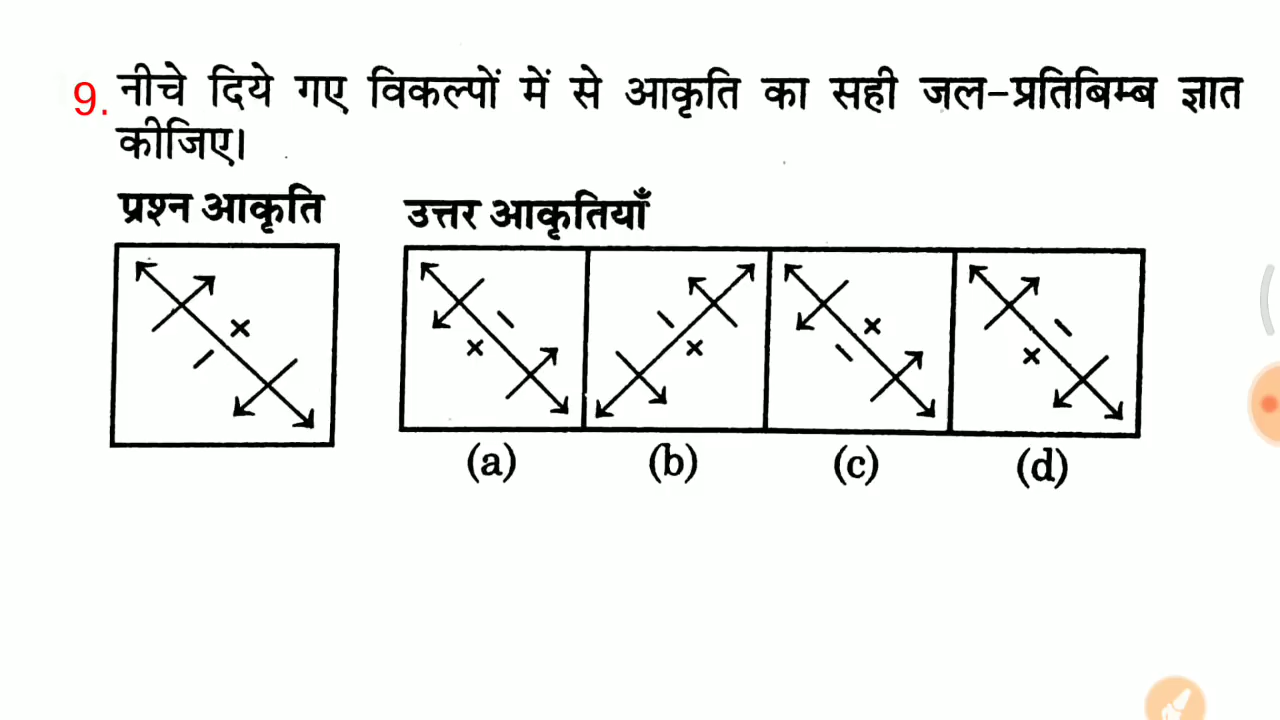 9. नीचे दिये गए विकल्पों में से आकृति का सही जल-प्रतिबिम्ब ज्ञात
कीजिए।
प्रश्न आकृति उत्तर आकृतियाँ
(a) (b) (c) (d)